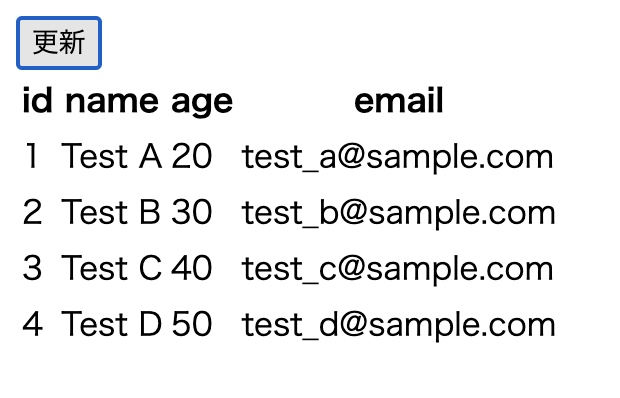 更新
id name age email
1 Test A 20 test_a@sample.com
2 Test B 30 test_b@sample.com
3 Test C 40 test_c@sample.com
4 Test D 50 test_d@sample.com